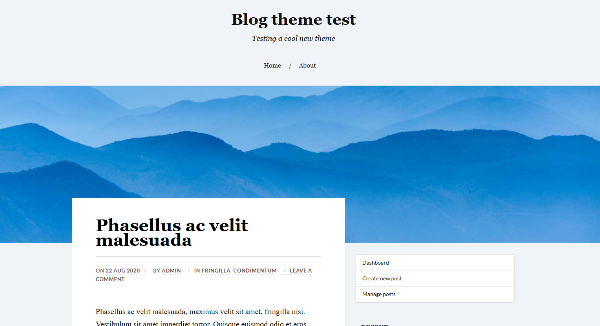 Blog theme test
Testing a cool new theme
Home / About
Phasellus ac velit
malesuada
ON 22 AUG 2020 / BY ADMIN / IN FRINGILLA CONDIMENTUM / LEAVE A
COMMENT
Phasellus ac velit malesuada, maximus velit sit amet, fringilla nisi.
Vestibulum sit amet imperdiet tortor. Quisque euismod odio et eros
Dashboard
Create new post
Manage posts